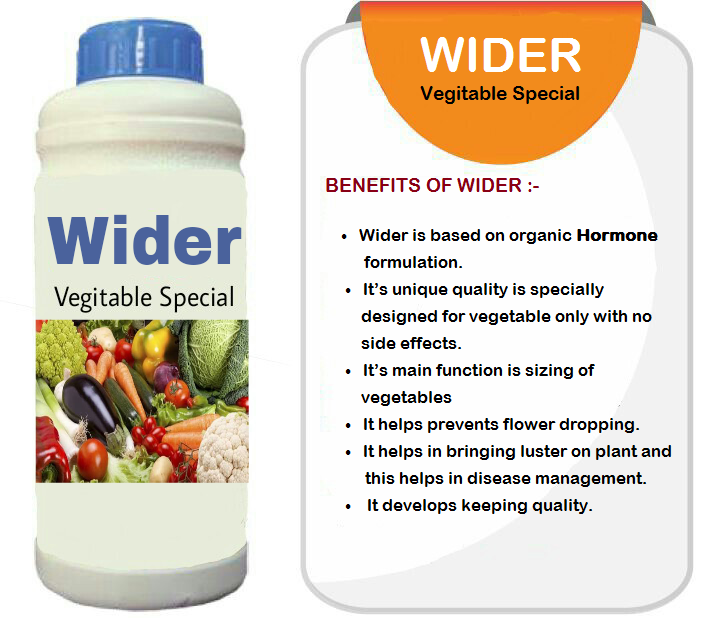 Wider
Vegitable Special
WIDER
Vegitable Special
BENEFITS OF WIDER :-
• Wider is based on organic Hormone
formulation.
• It’s unique quality is specially
designed for vegetable only with no
side effects.
• It’s main function is sizing of
vegetables
• It helps prevents flower dropping.
• It helps in bringing luster on plant and
this helps in disease management.
• It develops keeping quality.